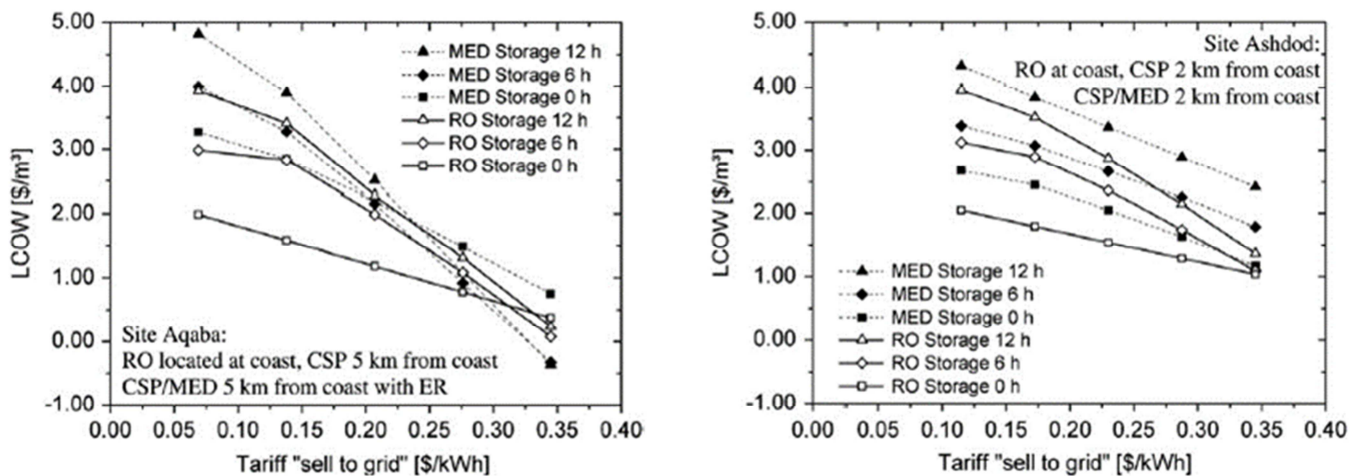 5.00
4.00
3.00
2.00
1.00
0.00
-1.00
LCOW [$/m³]
MED Storage 12 h
MED Storage 6 h
MED Storage 0 h
RO Storage 12 h
RO Storage 6 h
RO Storage 0 h
Site Aqaba:
RO located at coast, CSP 5 km from coast
CSP/MED 5 km from coast with ER
0.00 0.05 0.10 0.15 0.20 0.25 0.30 0.35 0.40
Tariff "sell to grid" [$/kWh]
5.00
4.00
3.00
2.00
1.00
0.00
-1.00
LCOW [$/m³]
Site Ashdod:
RO at coast, CSP 2 km from coast
CSP/MED 2 km from coast
MED Storage 12 h
MED Storage 6 h
MED Storage 0 h
RO Storage 12 h
RO Storage 6 h
RO Storage 0 h
0.00 0.05 0.10 0.15 0.20 0.25 0.30 0.35 0.40
Tariff "sell to grid" [$/kWh]